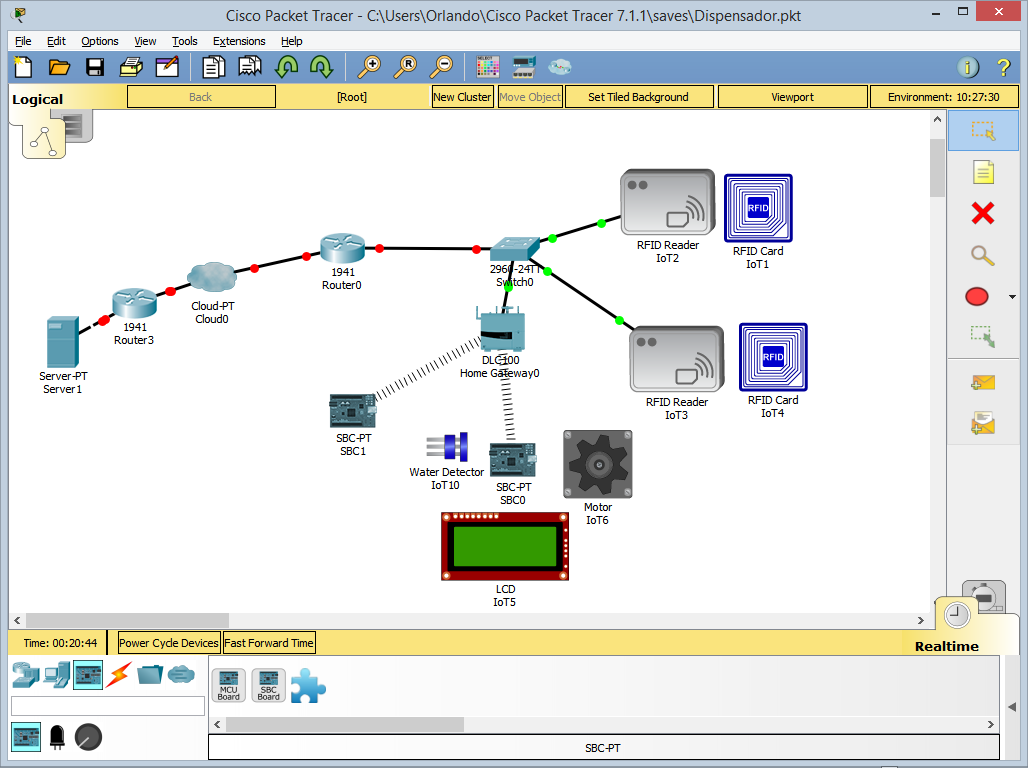 Cisco Packet Tracer - C:\Users\Orlando\Cisco Packet Tracer 7.1.1\saves\Dispensador.pkt
File Edit Options View Tools Extensions Help
Logical Back [Root] New Cluster Move Object Set Tiled Background Viewport Environment: 10:27:30
RFID Reader
IoT2
RFID
RFID Card
IoT1
1941
Router0
2960-24TT
Switch0
Cloud-PT
Cloud0
1941
Router3
Server-PT
Server1
DLC100
Home Gateway0
RFID Reader
IoT3
RFID
RFID Card
IoT4
SBC-PT
SBC1
Water Detector
IoT10
SBC-PT
SBC0
Motor
IoT6
LCD
IoT5
Time: 00:20:44 Power Cycle Devices Fast Forward Time Realtime
MCU
Board
SBC
Board
SBC-PT